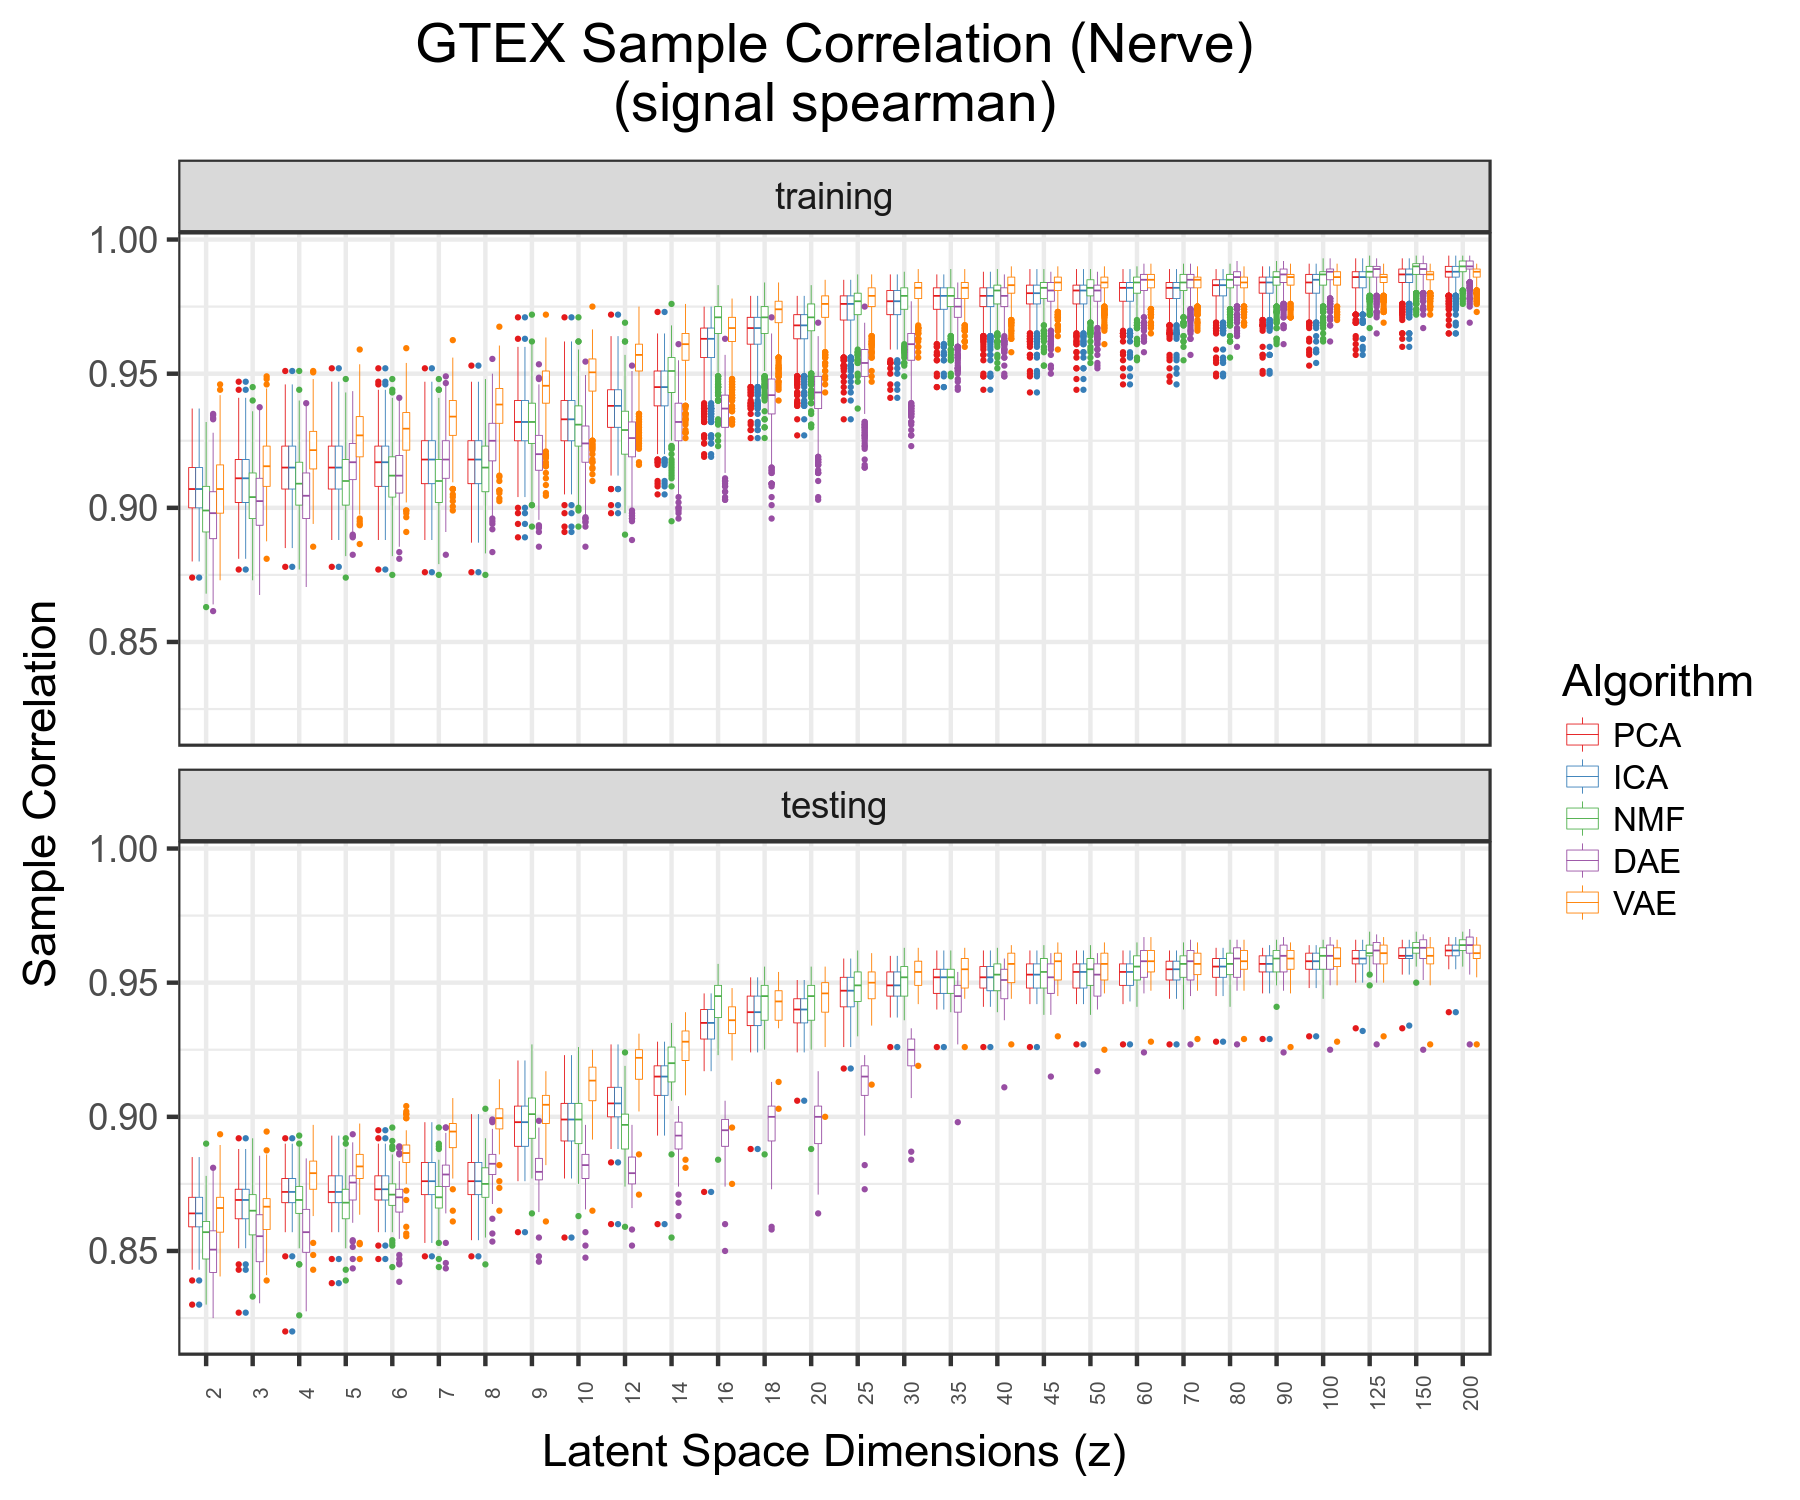 GTEX Sample Correlation (Nerve)
(signal spearman)
training
1.00
0.95
0.90
0.85
testing
1.00
0.95
0.90
0.85
Sample Correlation
2 3 4 5 6 7 8 9 10 12 14 16 18 20 25 30 35 40 45 50 60 70 80 90 100 125 150 200
Latent Space Dimensions (z)
Algorithm
PCA
ICA
NMF
DAE
VAE